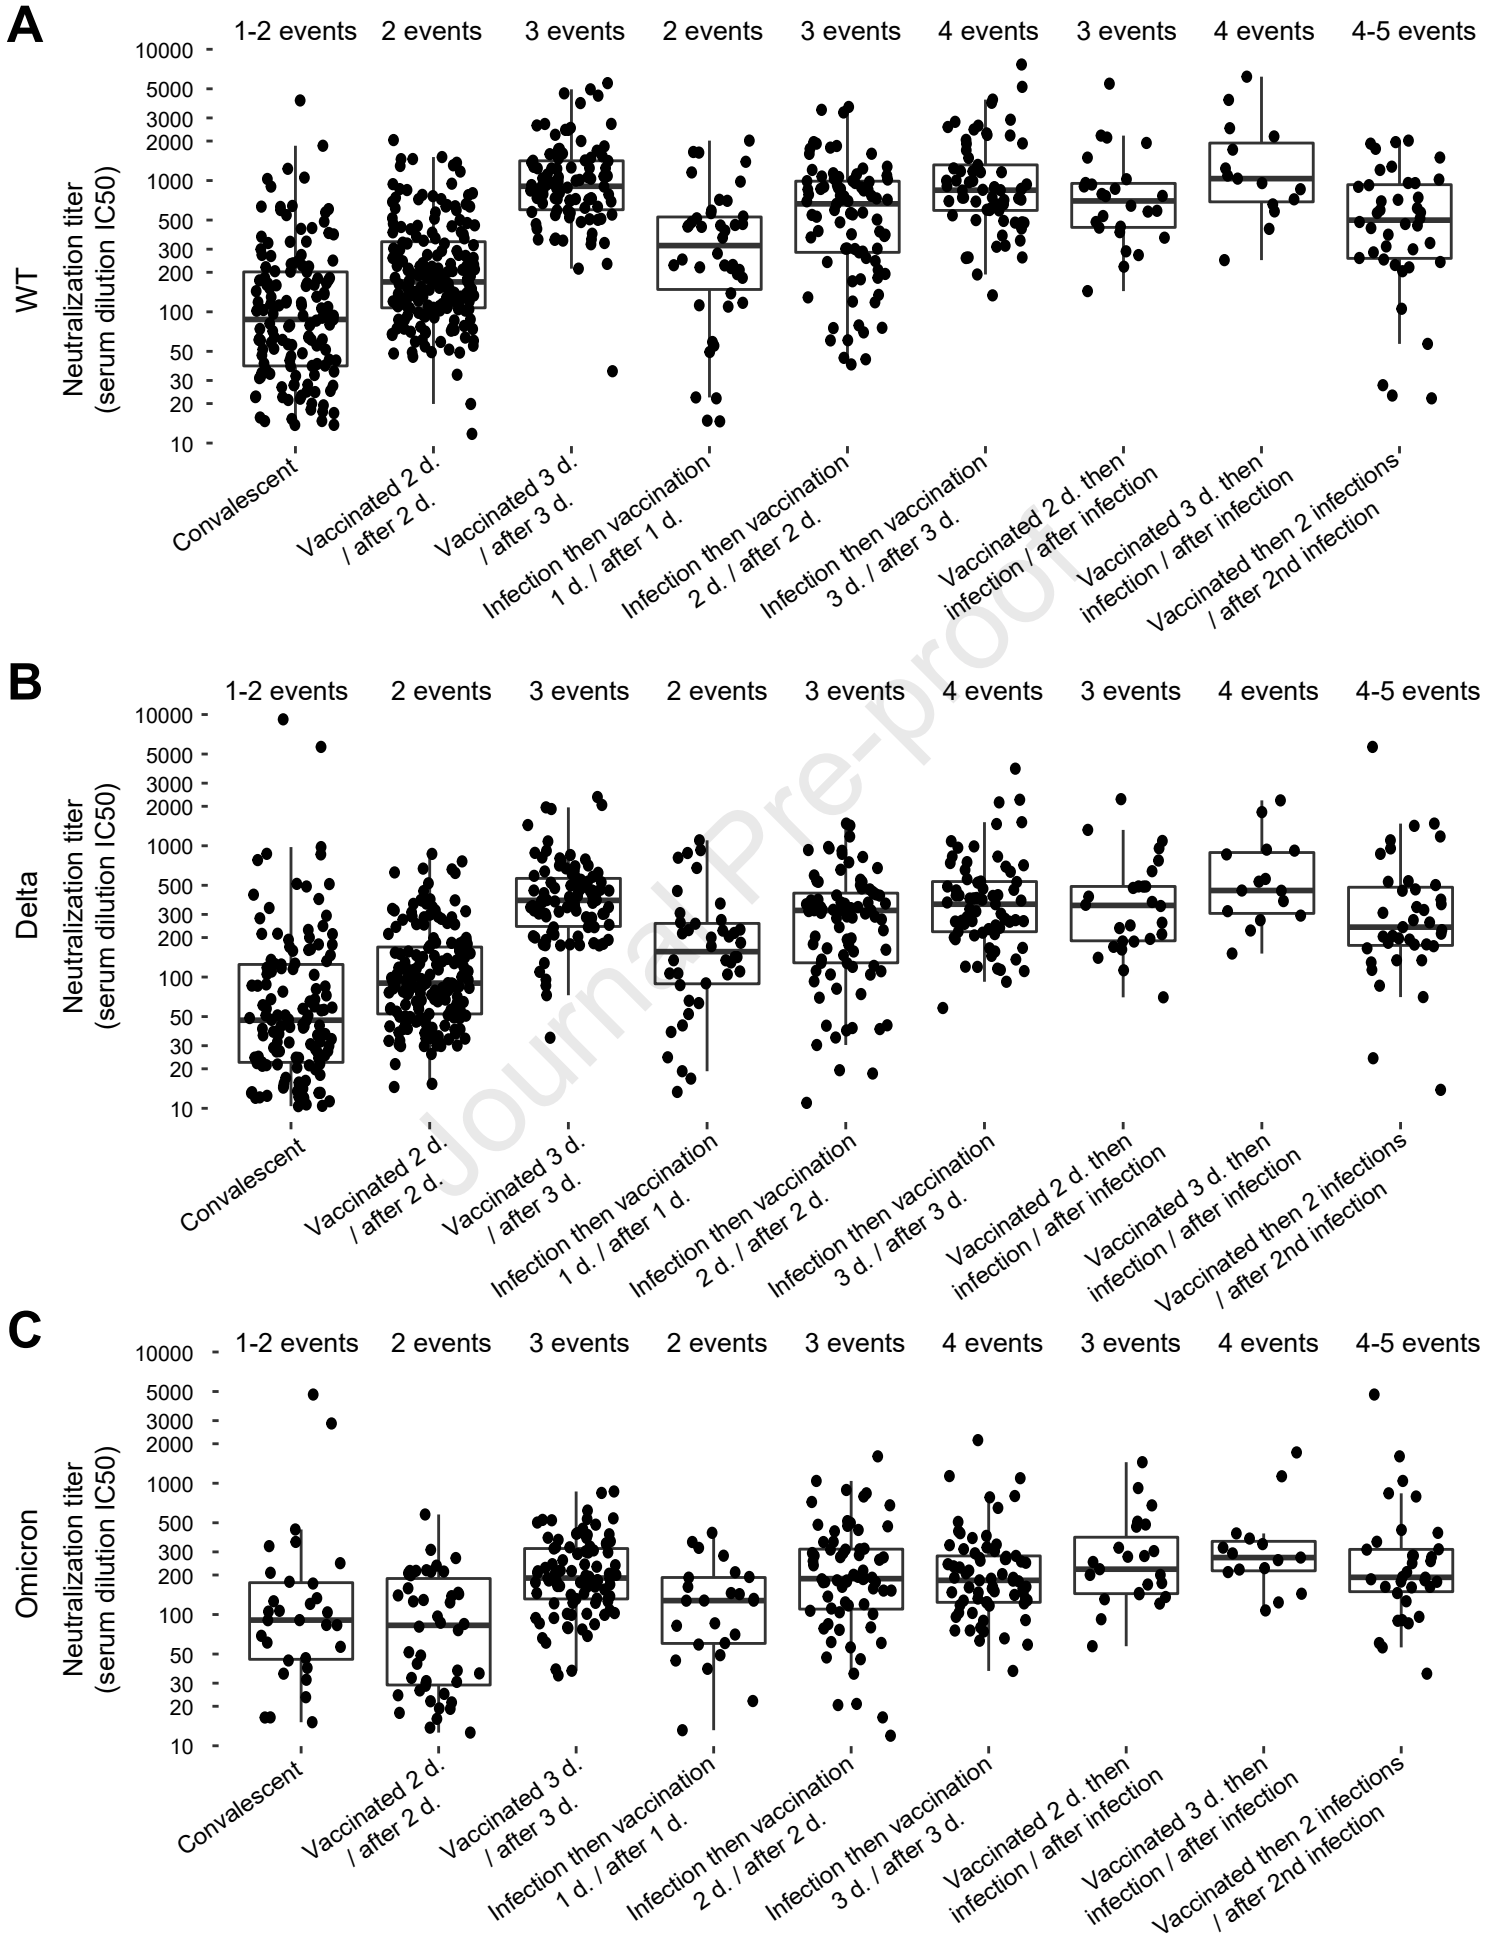 A
1-2 events 2 events 3 events 2 events 3 events 4 events 3 events 4 events 4-5 events
WT
Neutralization titer
(serum dilution IC50)
10000
5000
3000
2000
1000
500
300
200
100
50
30
20
10
Convalescent
Vaccinated 2 d.
/ after 2 d.
Vaccinated 3 d.
/ after 3 d.
Infection then vaccination
1 d. / after 1 d.
Infection then vaccination
2 d. / after 2 d.
Infection then vaccination
3 d. / after 3 d.
Vaccinated 2 d. then
infection / after infection
Vaccinated 3 d. then
infection / after infection
Vaccinated then 2 infections
/ after 2nd infection
Journal Pre-proof
B
1-2 events 2 events 3 events 2 events 3 events 4 events 3 events 4 events 4-5 events
Delta
Neutralization titer
(serum dilution IC50)
10000
5000
3000
2000
1000
500
300
200
100
50
30
20
10
Convalescent
Vaccinated 2 d.
/ after 2 d.
Vaccinated 3 d.
/ after 3 d.
Infection then vaccination
1 d. / after 1 d.
Infection then vaccination
2 d. / after 2 d.
Infection then vaccination
3 d. / after 3 d.
Vaccinated 2 d. then
infection / after infection
Vaccinated 3 d. then
infection / after infection
Vaccinated then 2 infections
/ after 2nd infection
C
1-2 events 2 events 3 events 2 events 3 events 4 events 3 events 4 events 4-5 events
Omicron
Neutralization titer
(serum dilution IC50)
10000
5000
3000
2000
1000
500
300
200
100
50
30
20
10
Convalescent
Vaccinated 2 d.
/ after 2 d.
Vaccinated 3 d.
/ after 3 d.
Infection then vaccination
1 d. / after 1 d.
Infection then vaccination
2 d. / after 2 d.
Infection then vaccination
3 d. / after 3 d.
Vaccinated 2 d. then
infection / after infection
Vaccinated 3 d. then
infection / after infection
Vaccinated then 2 infections
/ after 2nd infection